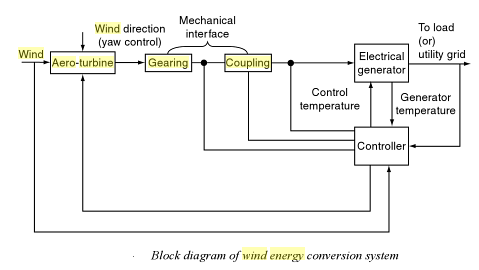 Mechanical
interface
Wind direction
(yaw control)
To load
(or)
utility grid
Wind
Aero-turbine
Gearing
Coupling
Electrical
generator
Control
temperature
Generator
temperature
Controller
Block diagram of wind energy conversion system